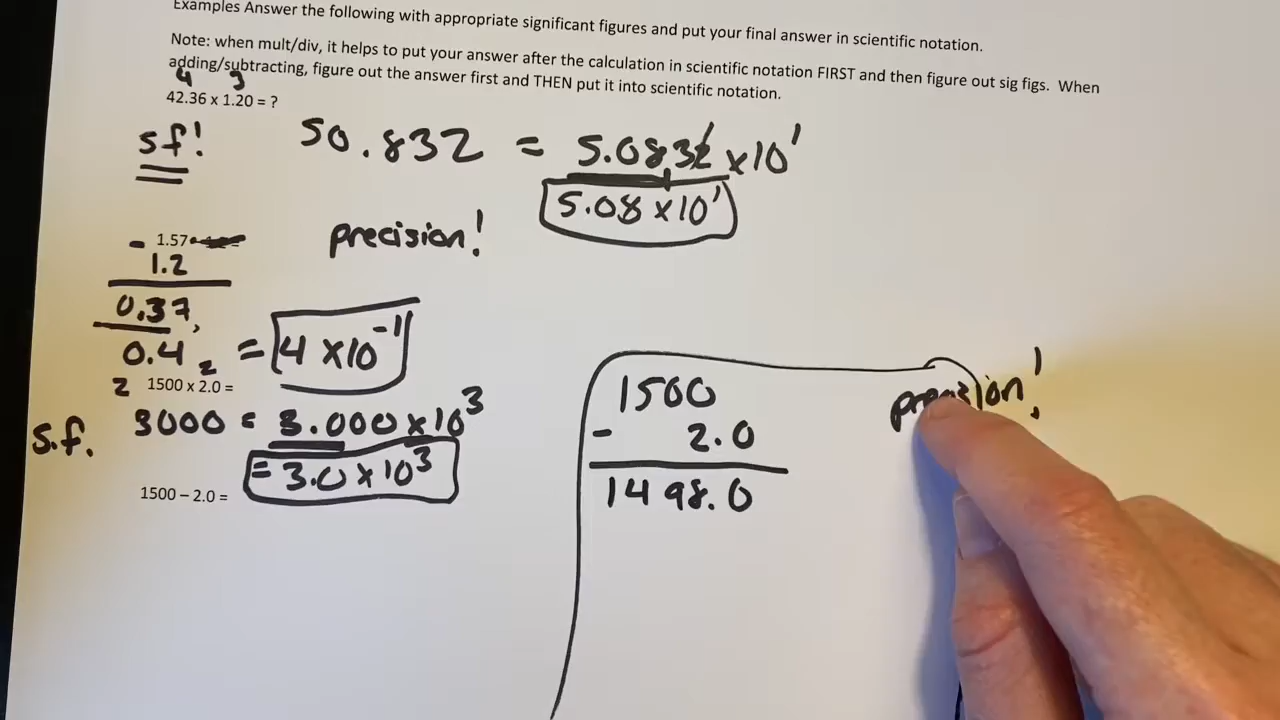 Examples Answer the following with appropriate significant figures and put your final answer in scientific notation.
Note: when mult/div, it helps to put your answer after the calculation in scientific notation FIRST and then figure out sig figs. When
adding/subtracting, figure out the answer first and THEN put it into scientific notation.
4 3
42.36 x 1.20 = ?
sf! 50.832 = 5.0832 x 10¹
5.08 x 10¹
precision!
- 1.57
1.2
0.37
0.4 = 4 x 10⁻¹
2 2
1500 x 2.0 =
s.f. 3000 = 3.000 x 10³
= 3.0 x 10³
1500 – 2.0 =
1500 precision!
- 2.0
1498.0